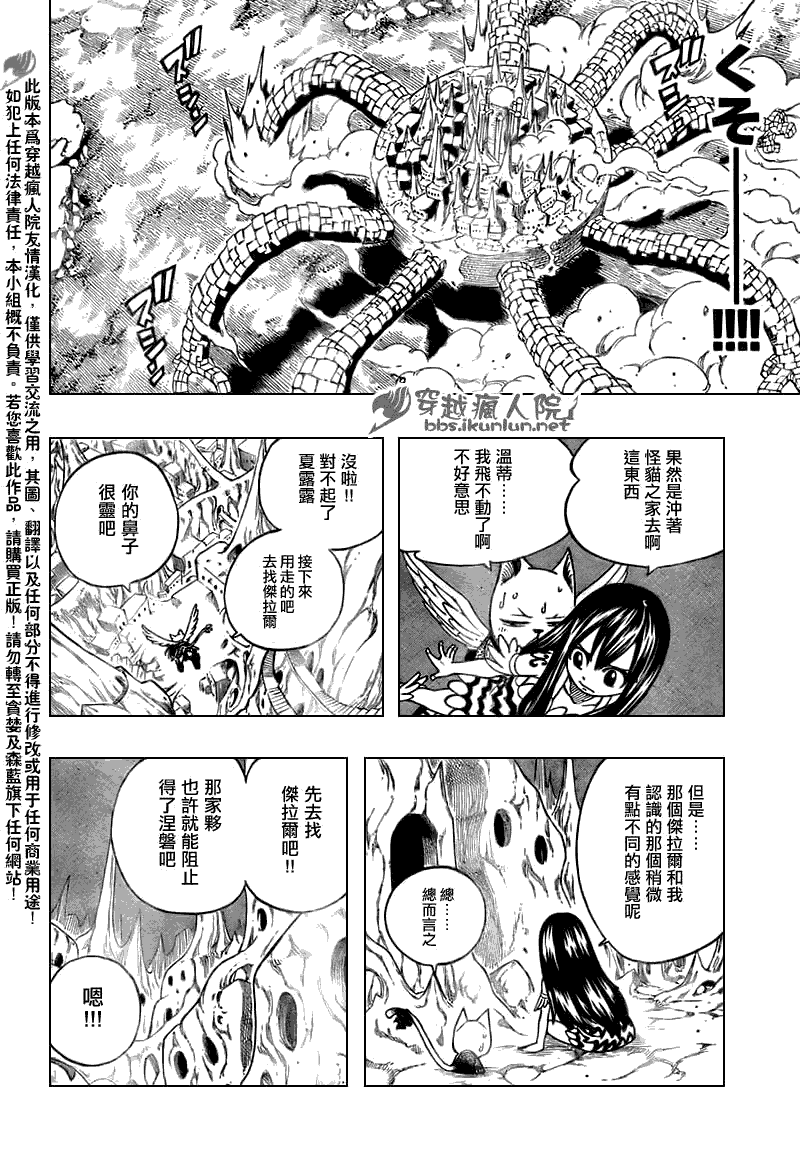 くそ——!!!!
ズシン
ズシン
ズシン
ズシン
穿越瘋人院
bbs.ikunlun.net
果然是沖著
怪貓之家去啊
這東西
溫蒂……
我飛不動了啊
不好意思
沒啦!!
對不起了
夏露露
接下來
用走的吧
去找傑拉爾
你的鼻子
很靈吧
但是……
那個傑拉爾和我
認識的那個稍微
有點不同的感覺呢
總……
總而言之
先去找
傑拉爾吧!!
那家夥
也許就能阻止
得了涅磐吧
嗯
!!!
此版本爲穿越瘋人院友情漢化，僅供學習交流之用，其圖、翻譯以及任何部分不得進行修改或用于任何商業用途！
如犯上任何法律責任，本小組概不負責。若您喜歡此作品，請購買正版！請勿轉至貪婪及森藍旗下任何網站！